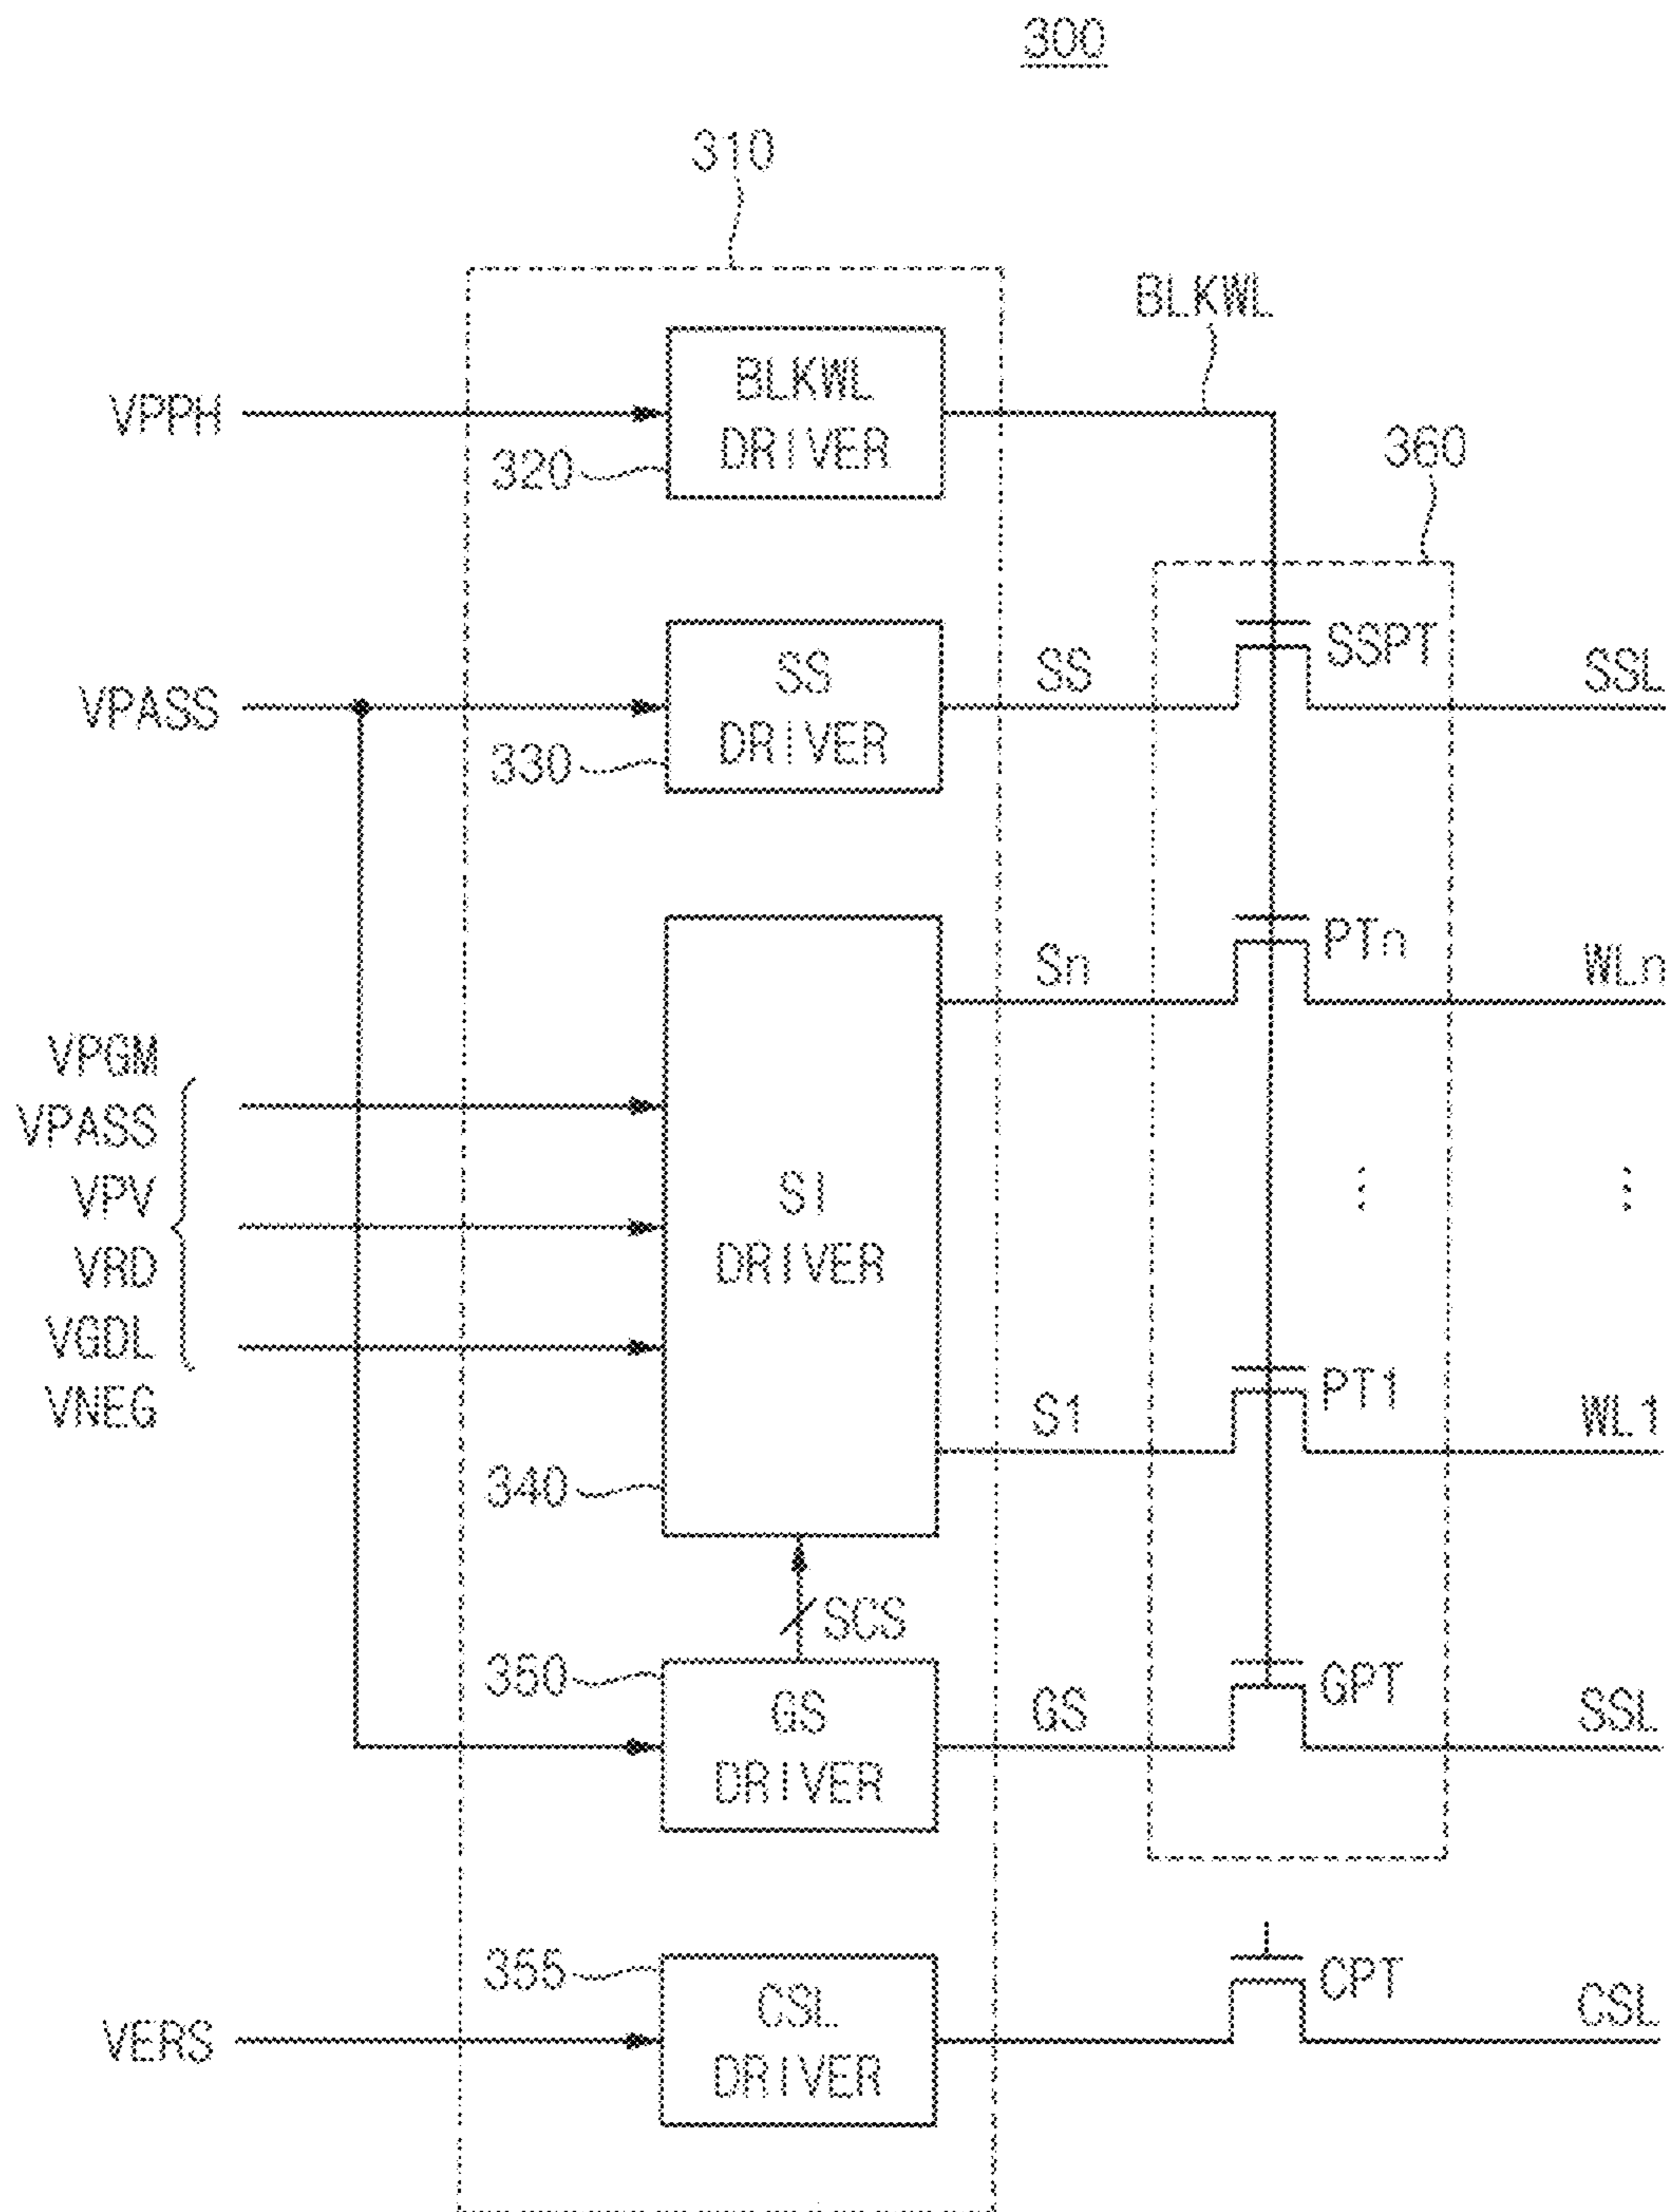 300
310
BLKWL
VPPH
BLKWL
DRIVER
320
360
SSPT
VPASS
SS
DRIVER
330
SS
SSL
PTn
Sn
WLn
VPGM
VPASS
VPV
VRD
VGDL
VNEG
SI
DRIVER
⋮
⋮
PT1
S1
WL1
340
SCS
350
GS
DRIVER
GS
GPT
SSL
355
CSL
DRIVER
CPT
CSL
VERS